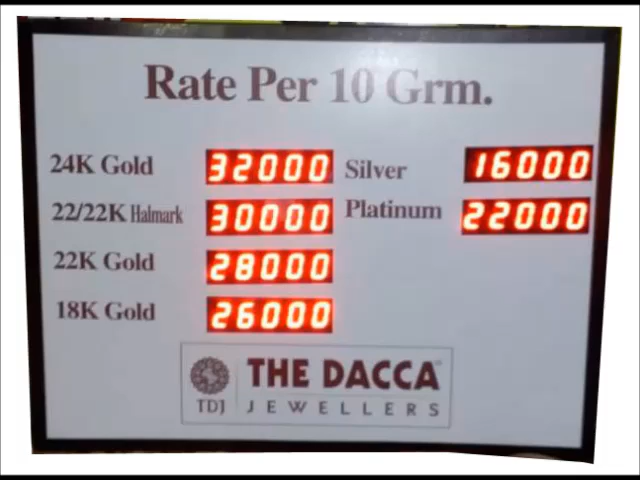 Rate Per 10 Grm.
24K Gold 32000 Silver 16000
22/22K Halmark 30000 Platinum 22000
22K Gold 28000
18K Gold 26000
THE DACCA
TDJ JEWELLERS